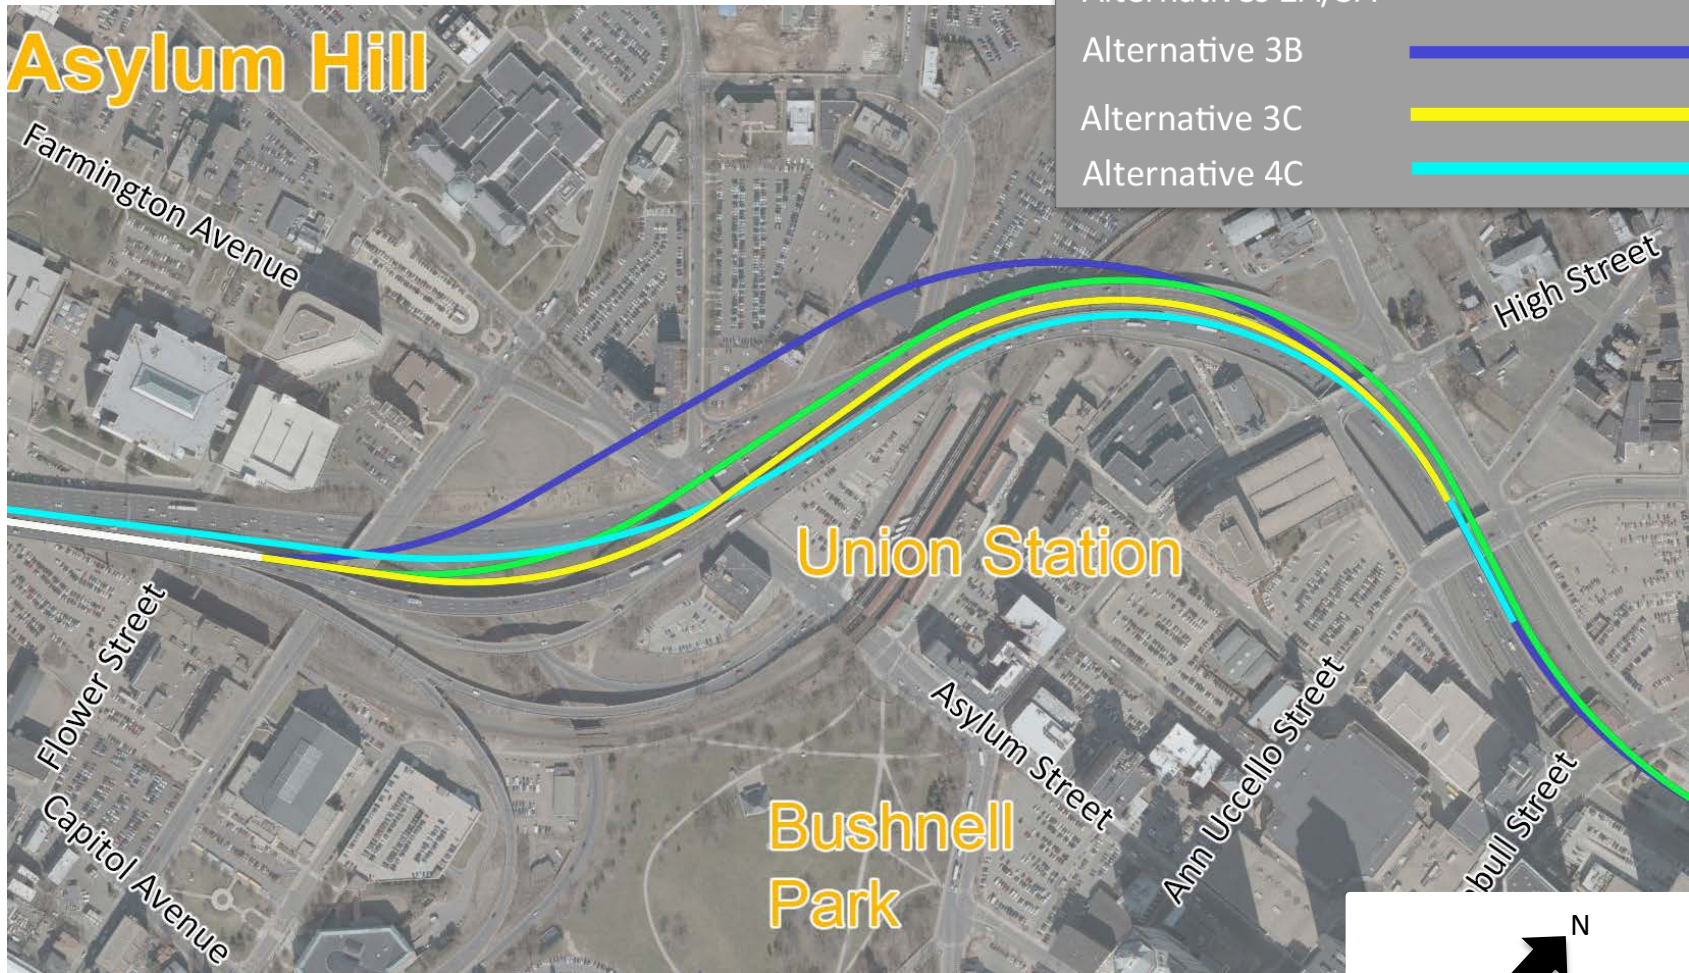 Asylum Hill
Alternative 3B
Alternative 3C
Alternative 4C
Farmington Avenue
High Street
Union Station
Flower Street
Asylum Street
Ann Uccello Street
Street
Capitol Avenue
Bushnell
Park
N